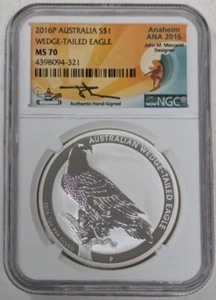 2016P AUSTRALIA S$1
WEDGE-TAILED EAGLE
MS 70
4398094-321
Anaheim
ANA 2016
John M. Mercanti
Designer
Authentic Hand-Signed
NGC
AUSTRALIAN WEDGE-TAILED EAGLE
P